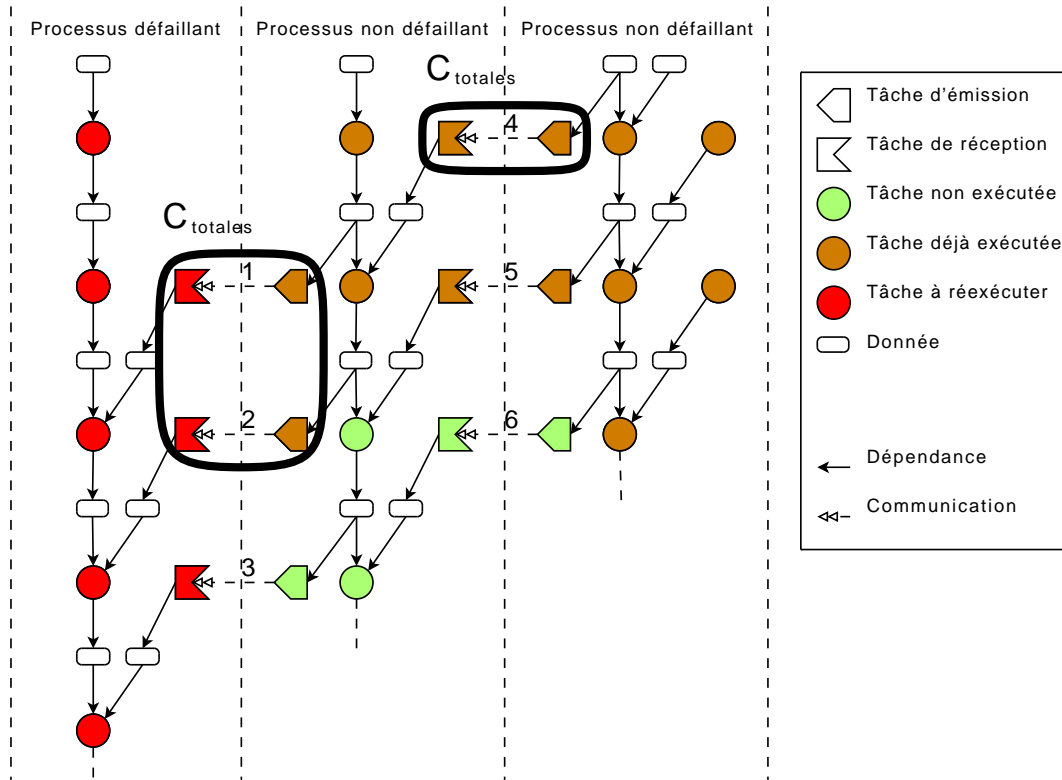 Processus défaillant
Processus non défaillant
Processus non défaillant
C totales
4
C totales
1
5
2
6
3
Tâche d'émission
Tâche de réception
Tâche non exécutée
Tâche déjà exécutée
Tâche à réexécuter
Donnée
Dépendance
Communication